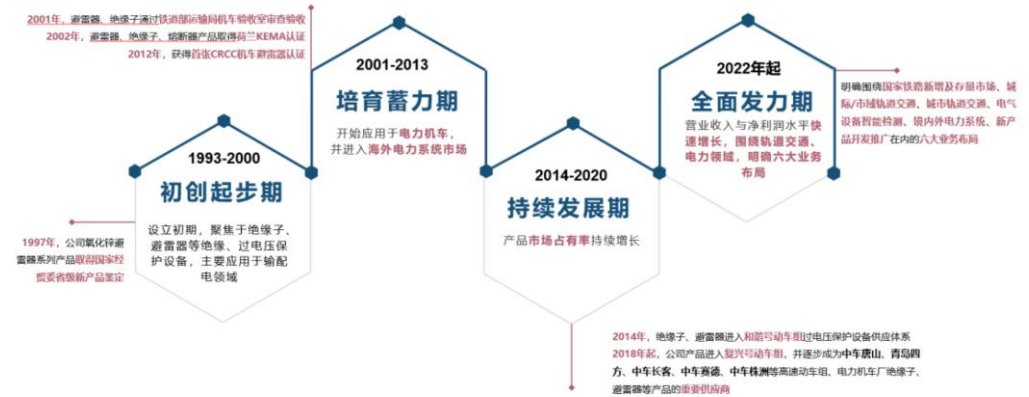 1993-2000
初创起步期
设立初期，聚焦于绝缘子、
避雷器等绝缘、过电压保
护设备，主要应用于输配
电领域
1997年，公司氧化锌避
雷器系列产品取得国家经
贸委省级新产品鉴定
2001年，避雷器、绝缘子通过铁道部运输局机车验收室审查验收
2002年，避雷器、绝缘子、熔断器产品取得荷兰KEMA认证
2012年，获得首张CRCC机车避雷器认证
2001-2013
培育蓄力期
开始应用于电力机车，
并进入海外电力系统市场
2014-2020
持续发展期
产品市场占有率持续增长
2014年，绝缘子、避雷器进入和谐号动车组过电压保护设备供应体系
2018年起，公司产品进入复兴号动车组，并逐步成为中车唐山、青岛四
方、中车长客、中车赛德、中车株洲等高速动车组、电力机车厂绝缘子、
避雷器等产品的重要供应商
2022年起
全面发力期
营业收入与净利润水平快
速增长，围绕轨道交通、
电力领域，明确六大业务
布局
明确围绕国家铁路新增及存量市场、城
际/市域轨道交通、城市轨道交通、电气
设备智能检测、境内外电力系统、新产
品开发推广在内的六大业务布局